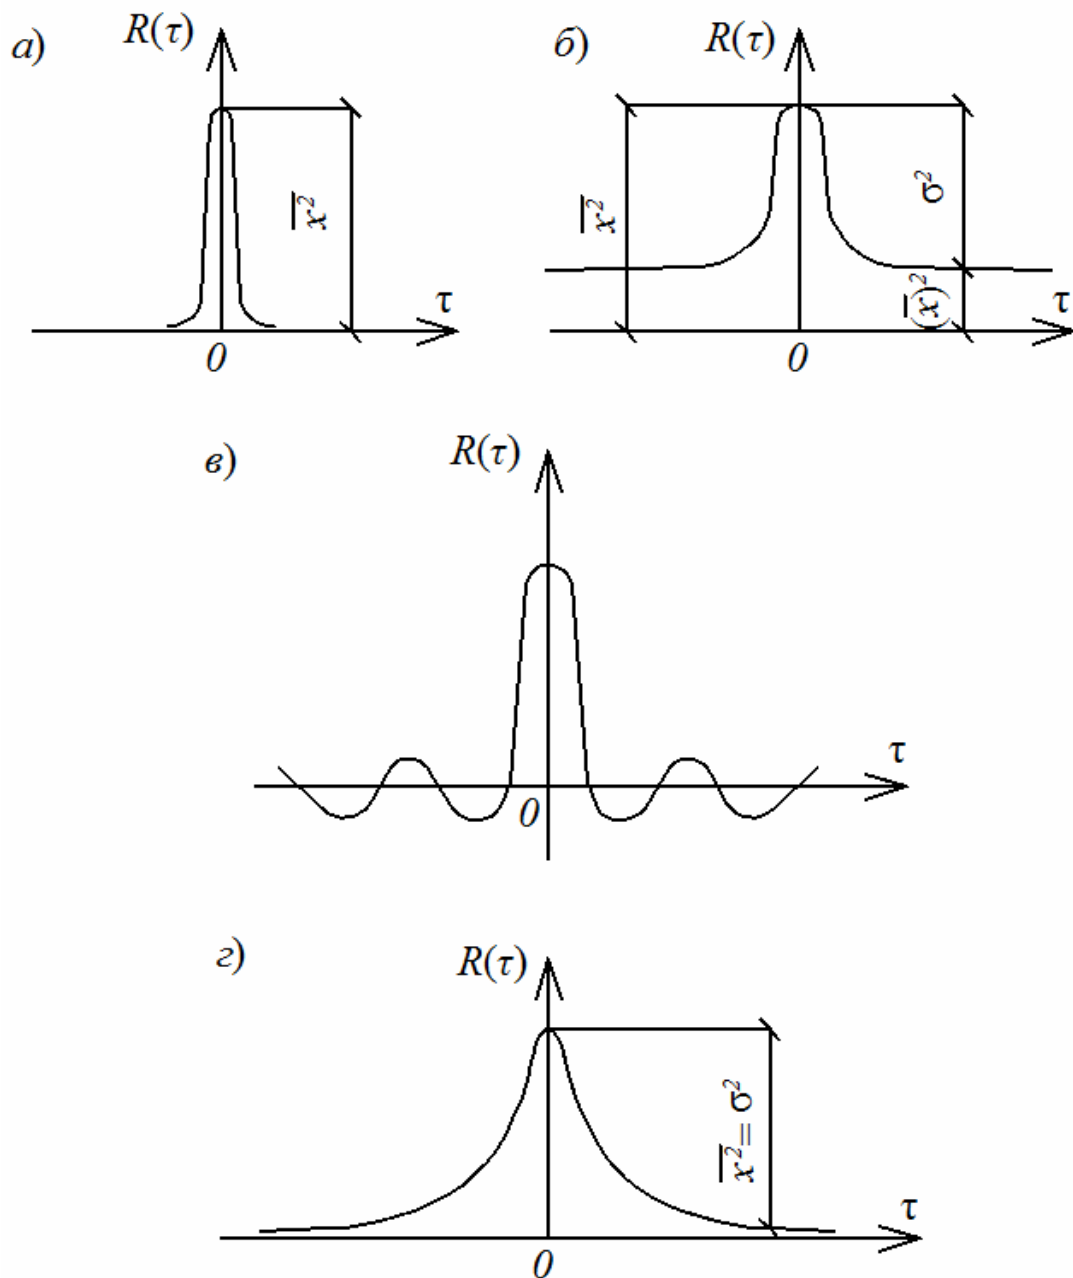 а)
R(τ)
x̅²
τ
0
б)
R(τ)
x̅²
σ²
(x̅)²
τ
0
в)
R(τ)
τ
0
г)
R(τ)
x̅² = σ²
τ
0